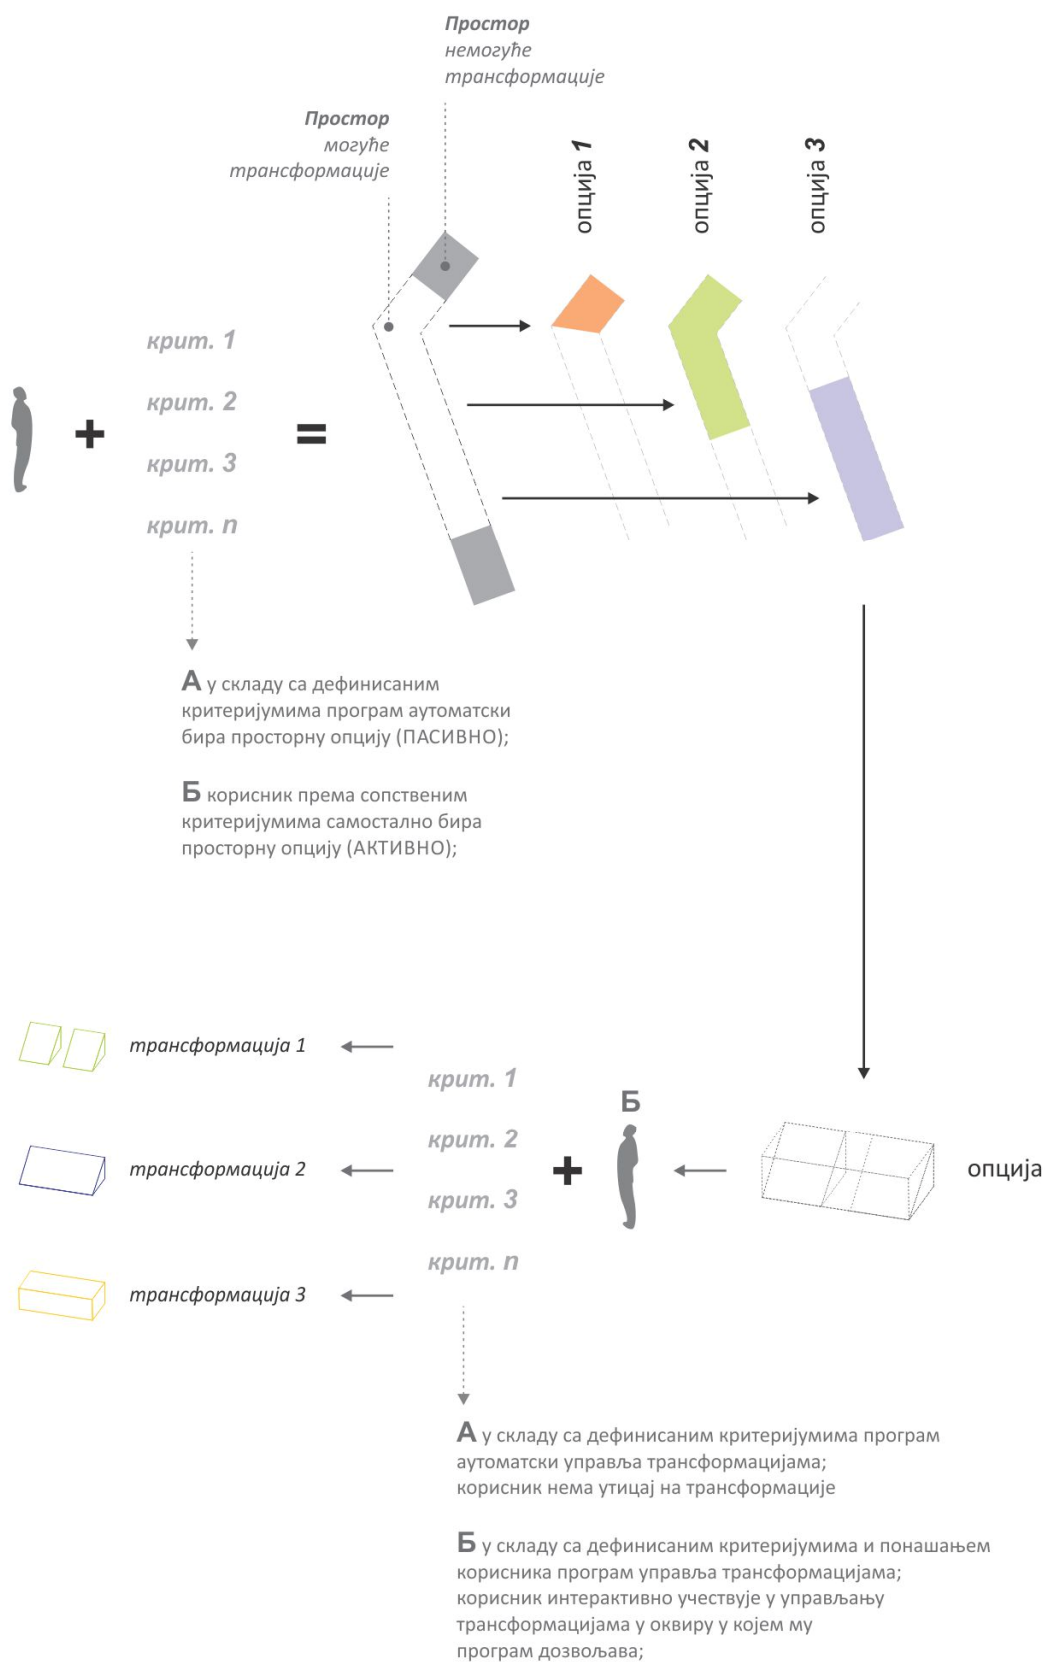 Простор
немогуће
трансформације
Простор
могуће
трансформације
опција 1
опција 2
опција 3
крит. 1
крит. 2
крит. 3
крит. n
+
=
А у складу са дефинисаним
критеријумима програм аутоматски
бира просторну опцију (ПАСИВНО);
Б корисник према сопственим
критеријумима самостално бира
просторну опцију (АКТИВНО);
трансформација 1
трансформација 2
трансформација 3
крит. 1
крит. 2
крит. 3
крит. n
+
Б
опција
А у складу са дефинисаним критеријумима програм
аутоматски управља трансформацијама;
корисник нема утицај на трансформације
Б у складу са дефинисаним критеријумима и понашањем
корисника програм управља трансформацијама;
корисник интерактивно учествује у управљању
трансформацијама у оквиру у којем му
програм дозвољава;